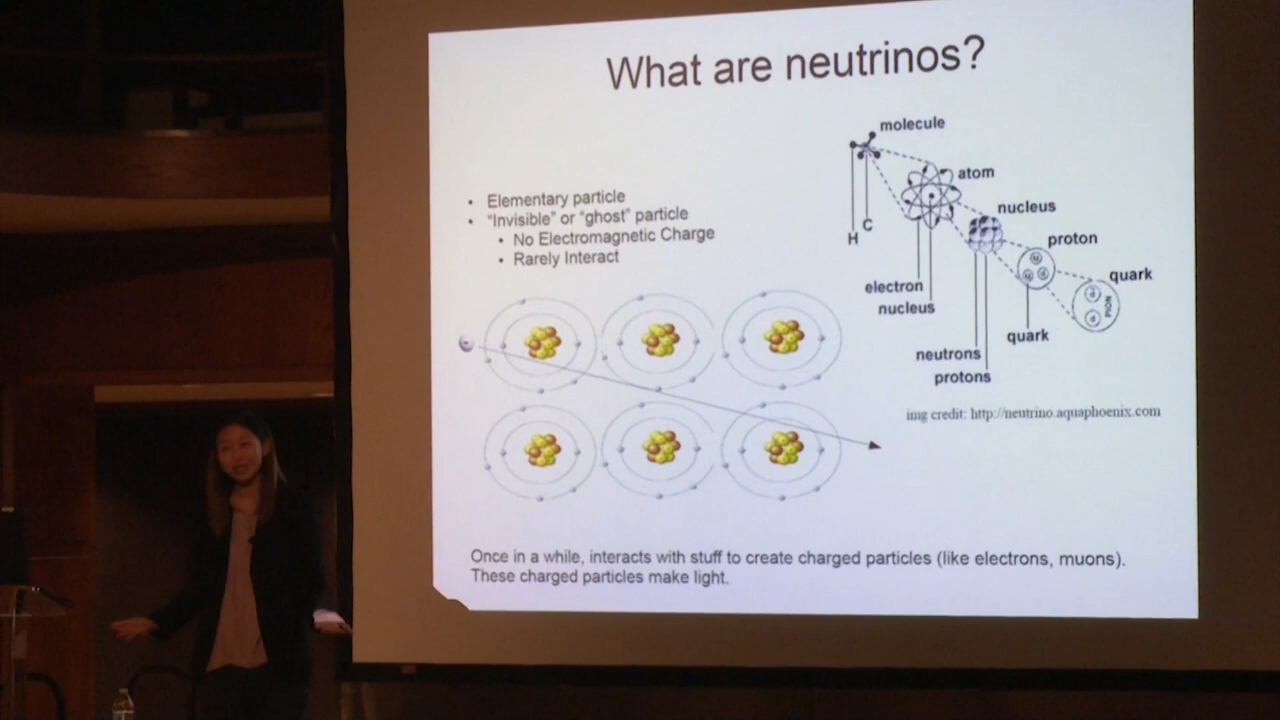 What are neutrinos?
• Elementary particle
• “Invisible” or “ghost” particle
• No Electromagnetic Charge
• Rarely Interact
molecule
atom
nucleus
proton
quark
H
C
electron
nucleus
quark
PION
neutrons
protons
u
u d
d
d
img credit: http://neutrino.aquaphoenix.com
Once in a while, interacts with stuff to create charged particles (like electrons, muons).
These charged particles make light.